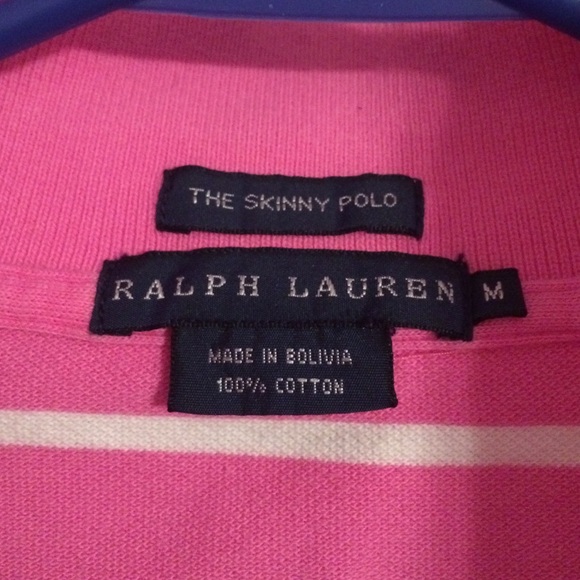 THE SKINNY POLO
RALPH LAUREN M
MADE IN BOLIVIA
100% COTTON